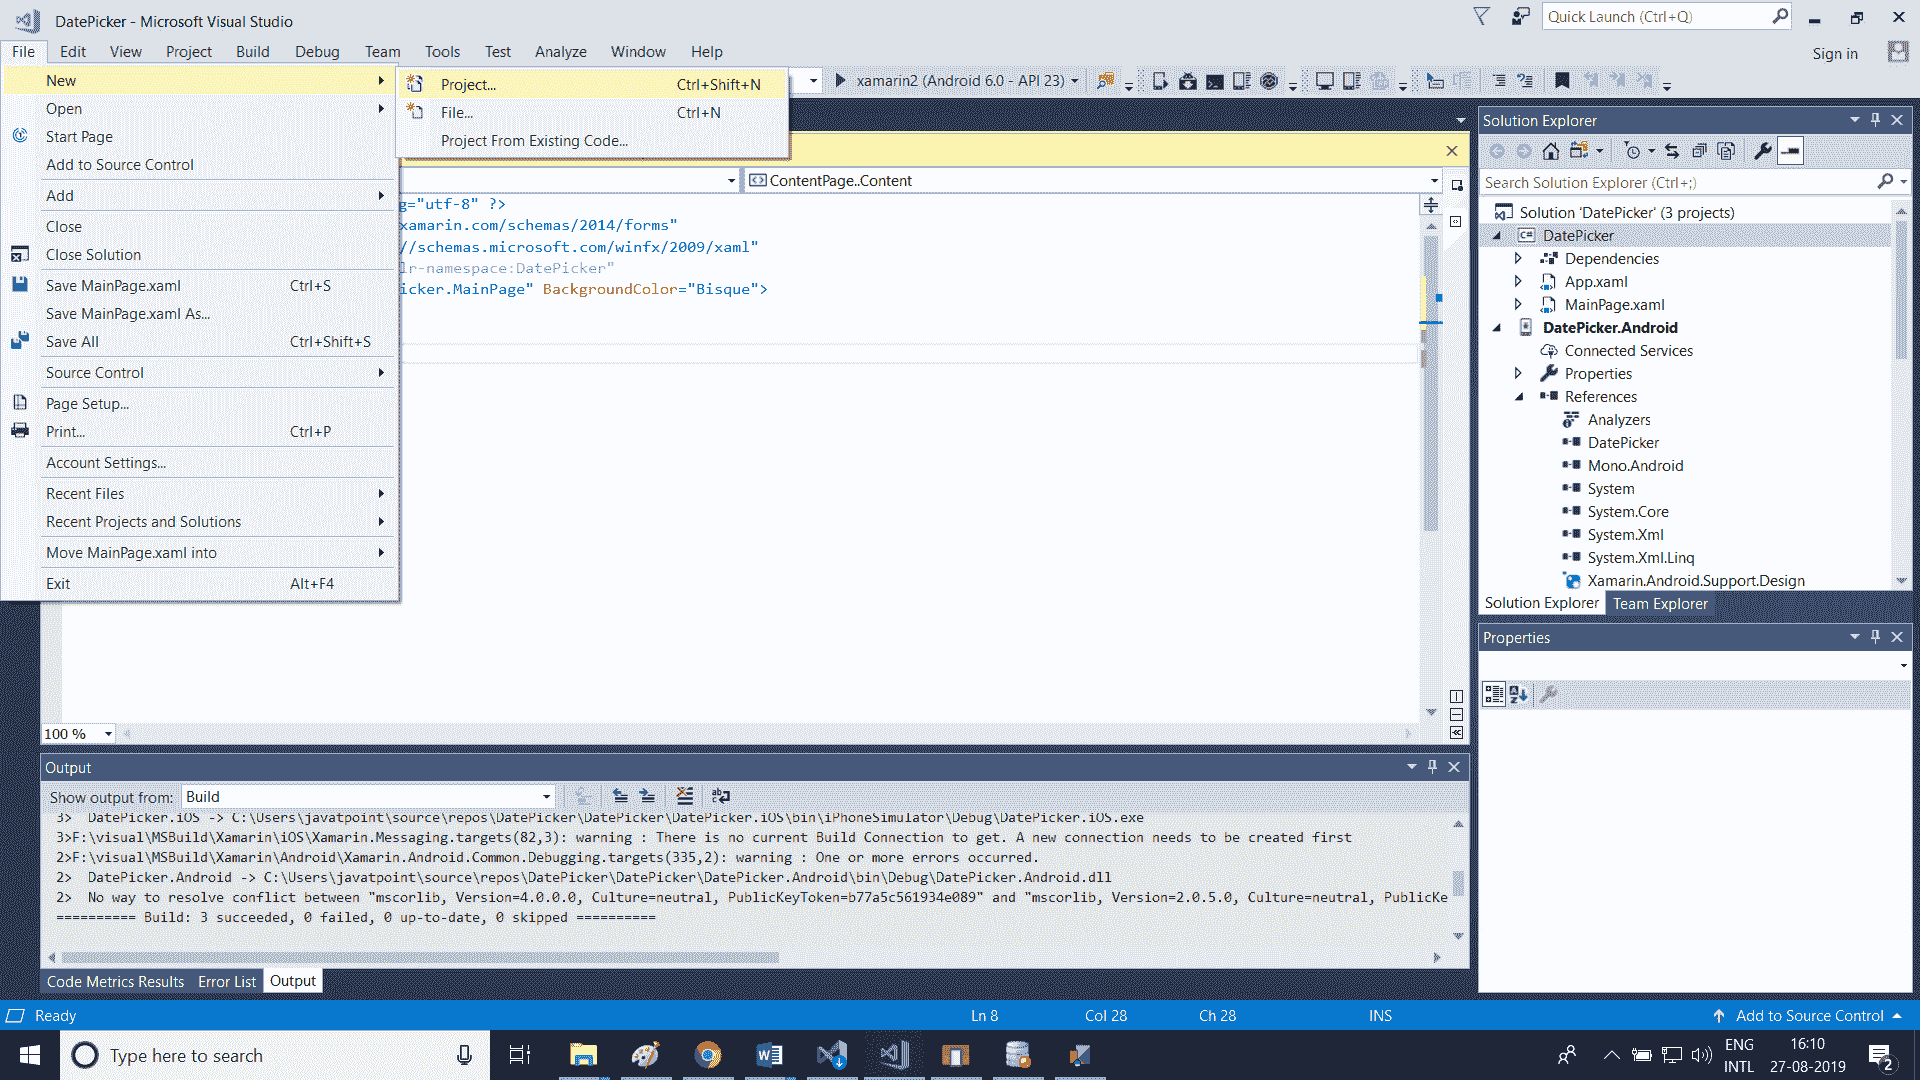 DatePicker - Microsoft Visual Studio
Quick Launch (Ctrl+Q)
File Edit View Project Build Debug Team Tools Test Analyze Window Help
Sign in
New
Open
Start Page
Add to Source Control
Add
Close
Close Solution
Save MainPage.xaml Ctrl+S
Save MainPage.xaml As...
Save All Ctrl+Shift+S
Source Control
Page Setup...
Print... Ctrl+P
Account Settings...
Recent Files
Recent Projects and Solutions
Move MainPage.xaml into
Exit Alt+F4
Project... Ctrl+Shift+N
File... Ctrl+N
Project From Existing Code...
xamarin2 (Android 6.0 - API 23)
ContentPage..Content
g="utf-8" ?>
xamarin.com/schemas/2014/forms"
//schemas.microsoft.com/winfx/2009/xaml"
lr-namespace:DatePicker"
icker.MainPage" BackgroundColor="Bisque">
100 %
Solution Explorer
Search Solution Explorer (Ctrl+;)
Solution 'DatePicker' (3 projects)
DatePicker
Dependencies
App.xaml
MainPage.xaml
DatePicker.Android
Connected Services
Properties
References
Analyzers
DatePicker
Mono.Android
System
System.Core
System.Xml
System.Xml.Linq
Xamarin.Android.Support.Design
Solution Explorer Team Explorer
Properties
Output
Show output from: Build
3> DatePicker.iOS -> C:\Users\javatpoint\source\repos\DatePicker\DatePicker\DatePicker.iOS\bin\iPhoneSimulator\Debug\DatePicker.iOS.exe
3>F:\visual\MSBuild\Xamarin\iOS\Xamarin.Messaging.targets(82,3): warning : There is no current Build Connection to get. A new connection needs to be created first
2>F:\visual\MSBuild\Xamarin\Android\Xamarin.Android.Common.Debugging.targets(335,2): warning : One or more errors occurred.
2> DatePicker.Android -> C:\Users\javatpoint\source\repos\DatePicker\DatePicker\DatePicker.Android\bin\Debug\DatePicker.Android.dll
2> No way to resolve conflict between "mscorlib, Version=4.0.0.0, Culture=neutral, PublicKeyToken=b77a5c561934e089" and "mscorlib, Version=2.0.5.0, Culture=neutral, PublicKe
========== Build: 3 succeeded, 0 failed, 0 up-to-date, 0 skipped ==========
Code Metrics Results Error List Output
Ready Ln 8 Col 28 Ch 28 INS Add to Source Control
Type here to search
ENG
INTL
16:10
27-08-2019
2